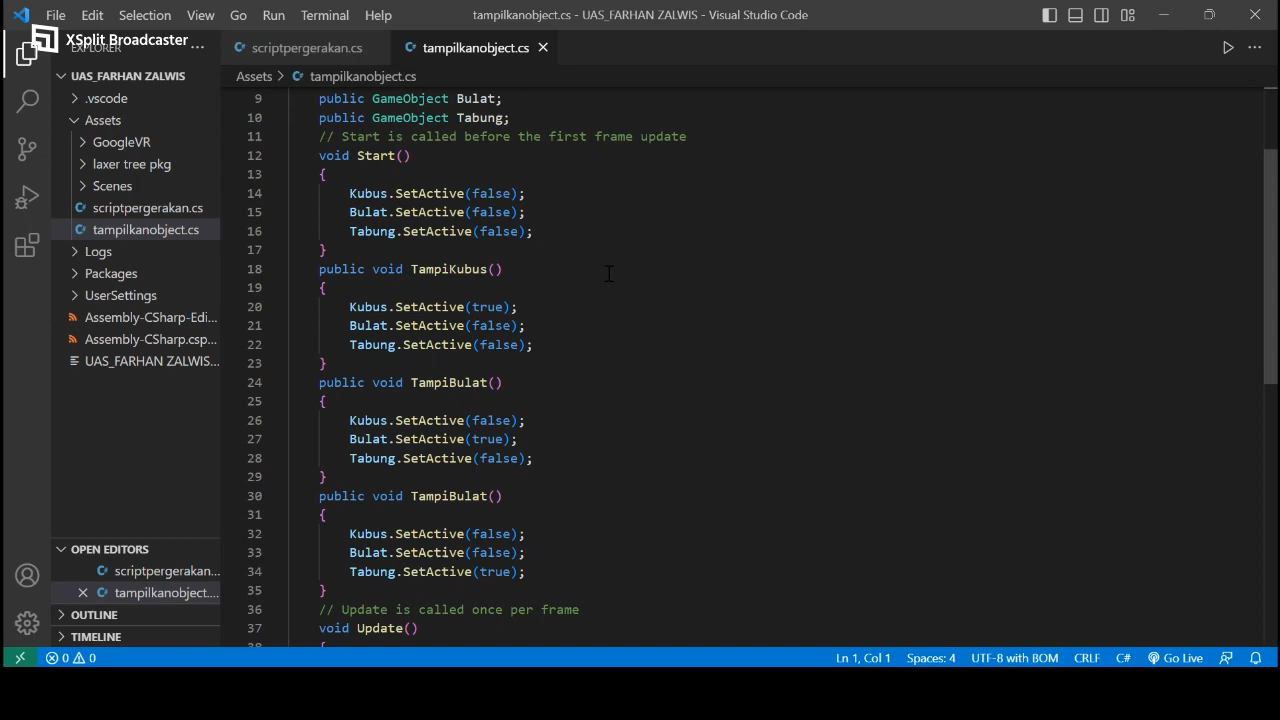 File Edit Selection View Go Run Terminal Help
tampilkanobject.cs - UAS_FARHAN ZALWIS - Visual Studio Code
XSplit Broadcaster
EXPLORER
UAS_FARHAN ZALWIS
.vscode
Assets
GoogleVR
laxer tree pkg
Scenes
scriptpergerakan.cs
tampilkanobject.cs
Logs
Packages
UserSettings
Assembly-CSharp-Edi...
Assembly-CSharp.csp...
UAS_FARHAN ZALWIS...
OPEN EDITORS
scriptpergerakan...
tampilkanobject....
OUTLINE
TIMELINE
scriptpergerakan.cs tampilkanobject.cs
Assets > tampilkanobject.cs
9 public GameObject Bulat;
10 public GameObject Tabung;
11 // Start is called before the first frame update
12 void Start()
13 {
14 Kubus.SetActive(false);
15 Bulat.SetActive(false);
16 Tabung.SetActive(false);
17 }
18 public void TampiKubus()
19 {
20 Kubus.SetActive(true);
21 Bulat.SetActive(false);
22 Tabung.SetActive(false);
23 }
24 public void TampiBulat()
25 {
26 Kubus.SetActive(false);
27 Bulat.SetActive(true);
28 Tabung.SetActive(false);
29 }
30 public void TampiBulat()
31 {
32 Kubus.SetActive(false);
33 Bulat.SetActive(false);
34 Tabung.SetActive(true);
35 }
36 // Update is called once per frame
37 void Update()
38 {
0 0 Ln 1, Col 1 Spaces: 4 UTF-8 with BOM CRLF C# Go Live